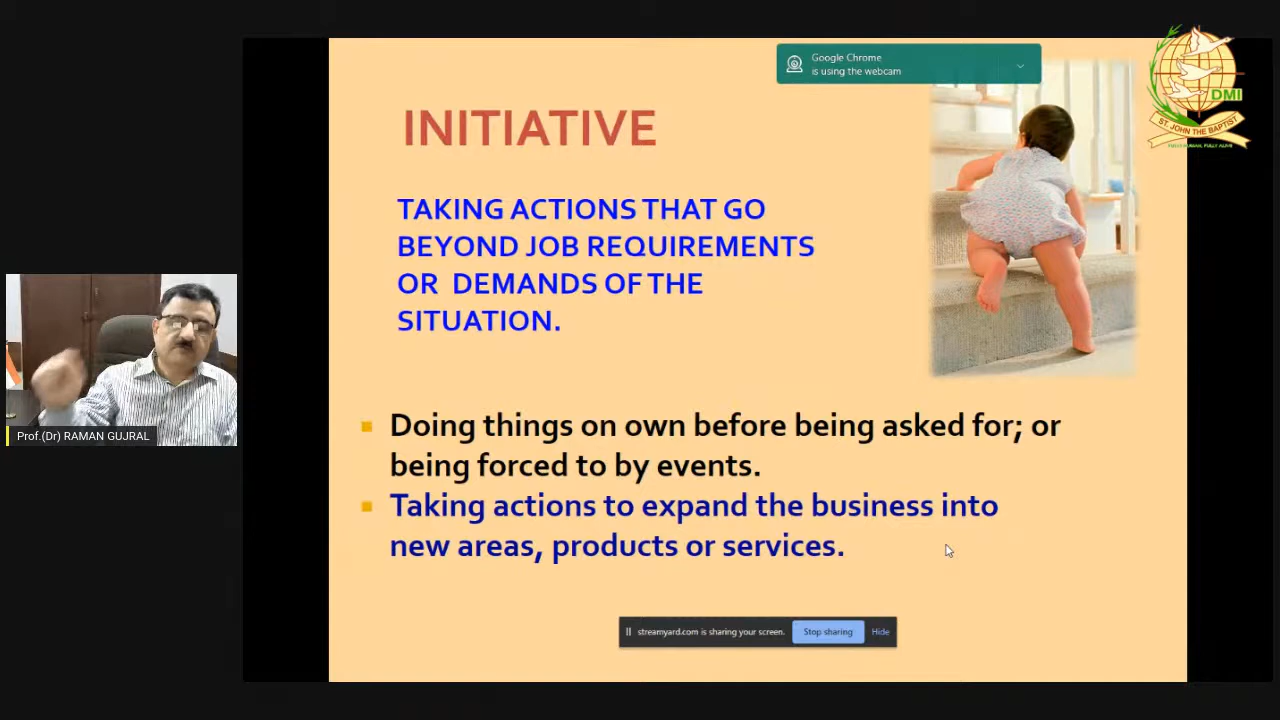 Google Chrome
is using the webcam
DMI
ST. JOHN THE BAPTIST
INITIATIVE
TAKING ACTIONS THAT GO
BEYOND JOB REQUIREMENTS
OR DEMANDS OF THE
SITUATION.
Prof.(Dr) RAMAN GUJRAL
Doing things on own before being asked for; or
being forced to by events.
Taking actions to expand the business into
new areas, products or services.
streamyard.com is sharing your screen. Stop sharing Hide